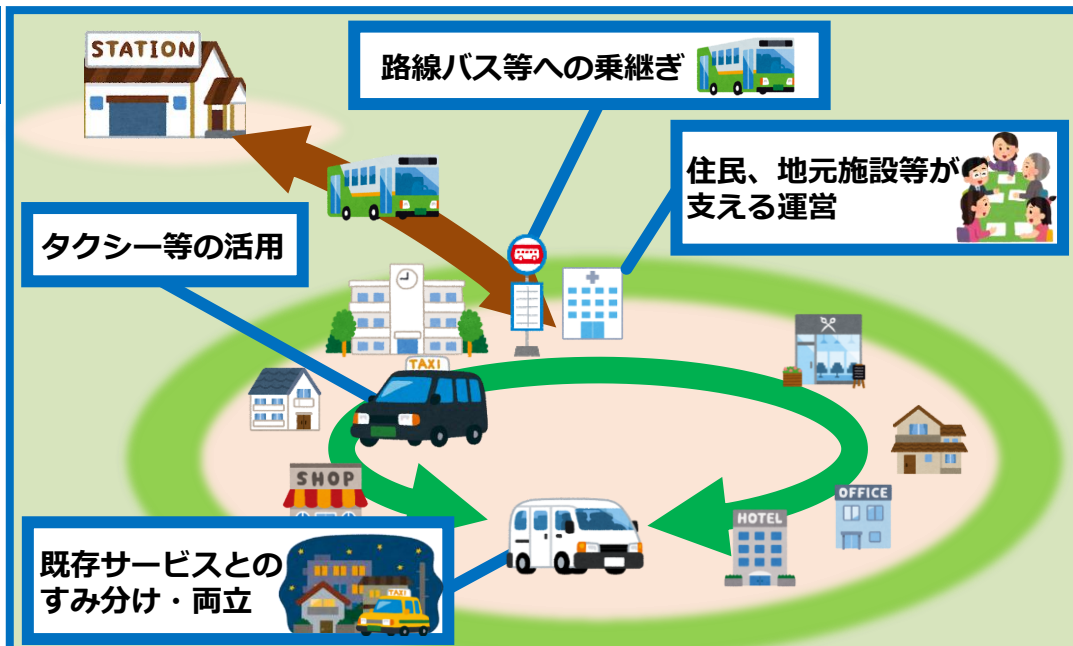 STATION
路線バス等への乗継ぎ
住民、地元施設等が
支える運営
タクシー等の活用
TAXI
SHOP
OFFICE
HOTEL
既存サービスとの
すみ分け・両立
TAXI